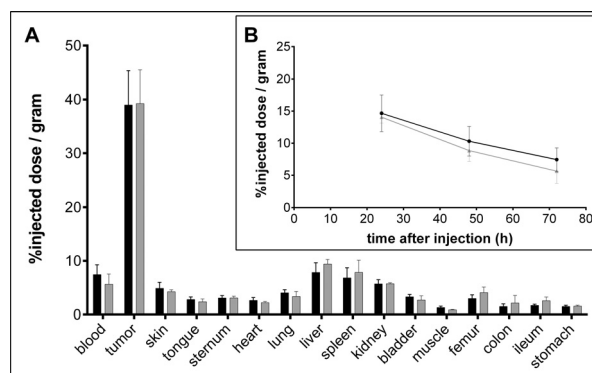 A
%injected dose / gram
50
40
30
20
10
0
blood
tumor
skin
tongue
sternum
heart
lung
liver
spleen
kidney
bladder
muscle
femur
colon
ileum
stomach
B
%injected dose / gram
25
20
15
10
5
0
0 10 20 30 40 50 60 70 80
time after injection (h)